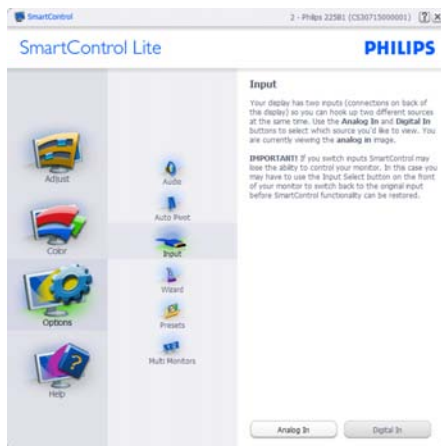 SmartControl
2 - Philips 225B1 (CS30715000001)
SmartControl Lite
PHILIPS
Adjust
Color
Options
Help
Audio
Auto Pivot
Input
Wizard
Presets
Multi Monitors
Input
Your display has two inputs (connections on back of
the display) so you can hook up two different sources
at the same time. Use the Analog In and Digital In
buttons to select which source you'd like to view. You
are currently viewing the analog in image.
IMPORTANT! If you switch inputs SmartControl may
lose the ability to control your monitor. In this case you
may have to use the Input Select button on the front
of your monitor to switch back to the original input
before SmartControl functionality can be restored.
Analog In
Digital In